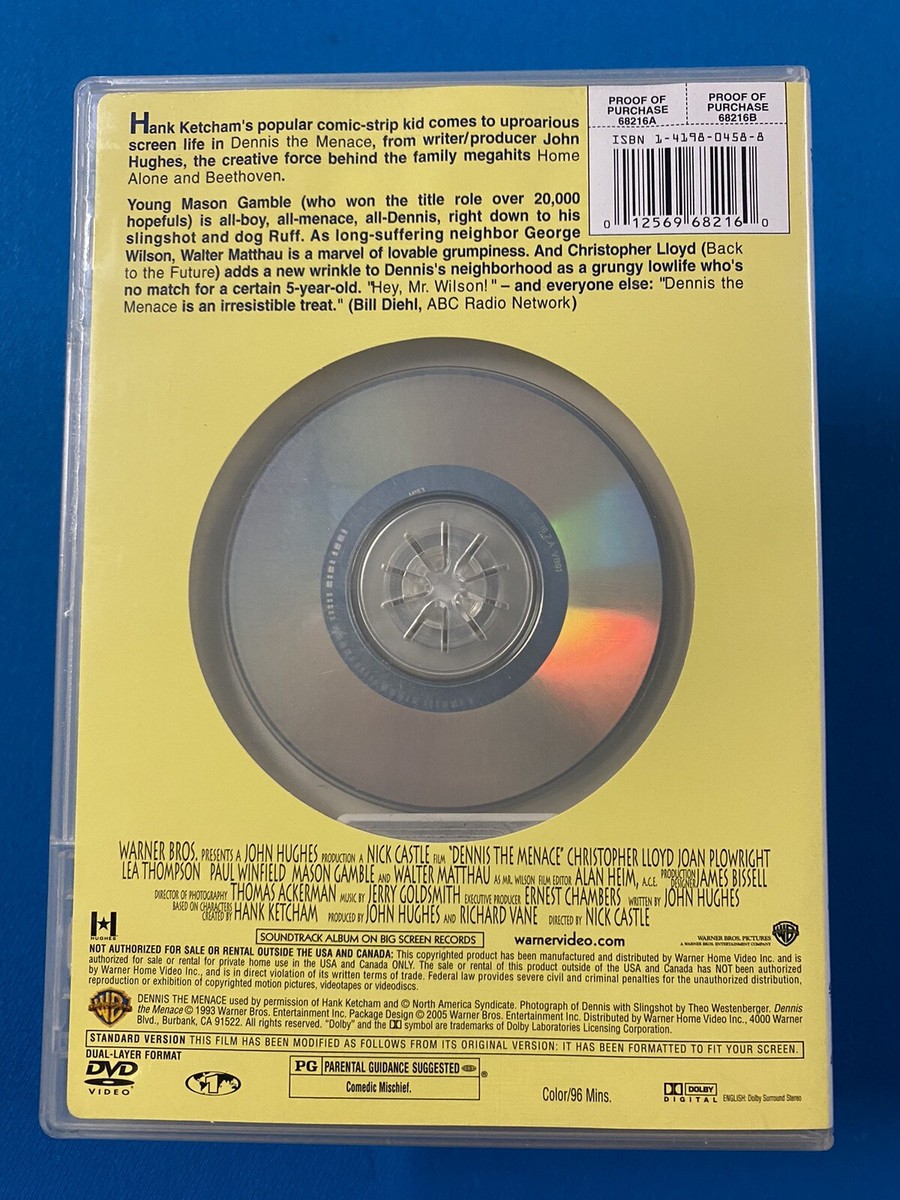 Hank Ketcham's popular comic-strip kid comes to uproarious
screen life in Dennis the Menace, from writer/producer John
Hughes, the creative force behind the family megahits Home
Alone and Beethoven.
Young Mason Gamble (who won the title role over 20,000
hopefuls) is all-boy, all-menace, all-Dennis, right down to his
slingshot and dog Ruff. As long-suffering neighbor George
Wilson, Walter Matthau is a marvel of lovable grumpiness. And Christopher Lloyd (Back
to the Future) adds a new wrinkle to Dennis's neighborhood as a grungy lowlife who's
no match for a certain 5-year-old. "Hey, Mr. Wilson!" – and everyone else: "Dennis the
Menace is an irresistible treat." (Bill Diehl, ABC Radio Network)
PROOF OF PURCHASE 68216A
PROOF OF PURCHASE 68216B
ISBN 1-4198-0458-8
0 12569 68216 0
WARNER BROS. PRESENTS A JOHN HUGHES PRODUCTION A NICK CASTLE FILM "DENNIS THE MENACE" CHRISTOPHER LLOYD JOAN PLOWRIGHT
LEA THOMPSON PAUL WINFIELD MASON GAMBLE AND WALTER MATTHAU AS MR. WILSON FILM EDITOR ALAN HEIM, A.C.E. PRODUCTION DESIGNER JAMES BISSELL
DIRECTOR OF PHOTOGRAPHY THOMAS ACKERMAN MUSIC BY JERRY GOLDSMITH EXECUTIVE PRODUCER ERNEST CHAMBERS WRITTEN BY JOHN HUGHES
BASED ON CHARACTERS CREATED BY HANK KETCHAM PRODUCED BY JOHN HUGHES AND RICHARD VANE DIRECTED BY NICK CASTLE
HUGHES
SOUNDTRACK ALBUM ON BIG SCREEN RECORDS
warnervideo.com
WARNER BROS. PICTURES
A WARNER BROS. ENTERTAINMENT COMPANY
NOT AUTHORIZED FOR SALE OR RENTAL OUTSIDE THE USA AND CANADA: This copyrighted product has been manufactured and distributed by Warner Home Video Inc. and is
authorized for sale or rental for private home use in the USA and Canada ONLY. The sale or rental of this product outside of the USA and Canada has NOT been authorized
by Warner Home Video Inc., and is in direct violation of its written terms of trade. Federal law provides severe civil and criminal penalties for the unauthorized distribution,
reproduction or exhibition of copyrighted motion pictures, videotapes or videodiscs.
DENNIS THE MENACE used by permission of Hank Ketcham and © North America Syndicate. Photograph of Dennis with Slingshot by Theo Westenberger. Dennis
the Menace © 1993 Warner Bros. Entertainment Inc. Package Design © 2005 Warner Bros. Entertainment Inc. Distributed by Warner Home Video Inc., 4000 Warner
Blvd., Burbank, CA 91522. All rights reserved. "Dolby" and the DD symbol are trademarks of Dolby Laboratories Licensing Corporation.
STANDARD VERSION THIS FILM HAS BEEN MODIFIED AS FOLLOWS FROM ITS ORIGINAL VERSION: IT HAS BEEN FORMATTED TO FIT YOUR SCREEN.
DUAL-LAYER FORMAT
DVD
VIDEO
1
PG PARENTAL GUIDANCE SUGGESTED ®
Comedic Mischief.
Color/96 Mins.
DOLBY
DIGITAL
ENGLISH: Dolby Surround Stereo